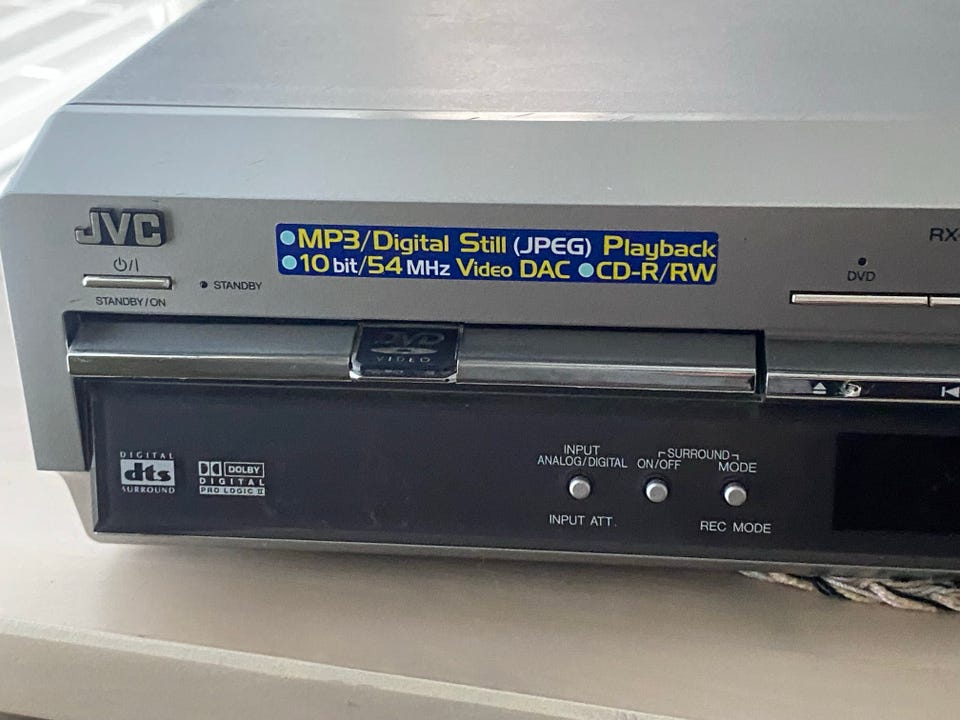 JVC
STANDBY/ON
STANDBY
•MP3/Digital Still (JPEG) Playback
•10 bit/54 MHz Video DAC •CD-R/RW
RX-
DVD
DVD
VIDEO
DIGITAL
dts
SURROUND
DOLBY
DIGITAL
PRO LOGIC II
INPUT
ANALOG/DIGITAL
INPUT ATT.
SURROUND
ON/OFF
MODE
REC MODE